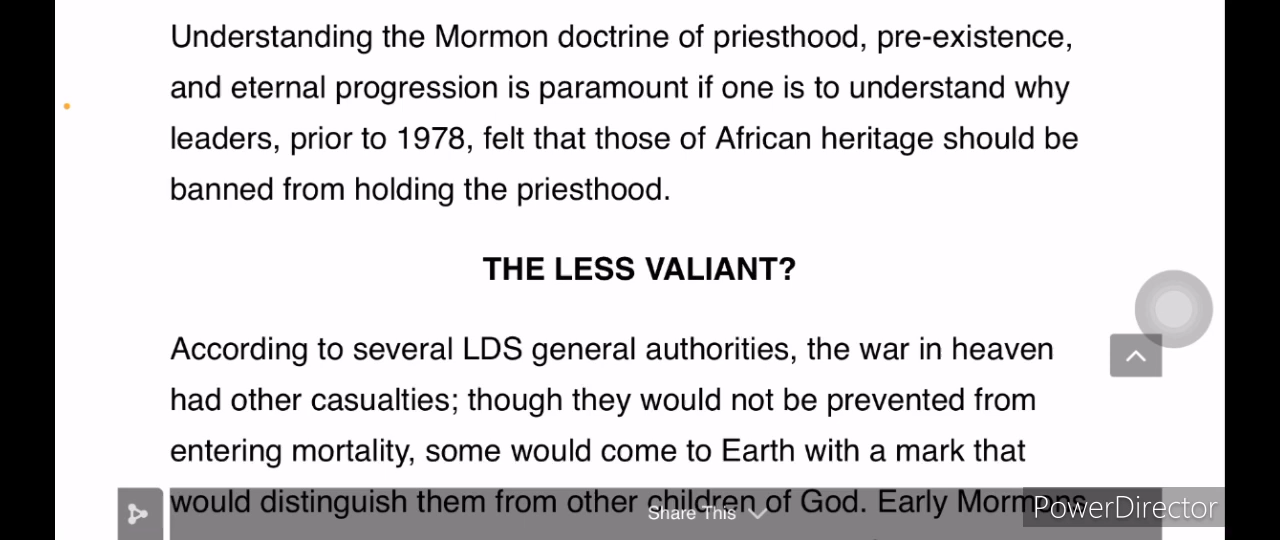 Understanding the Mormon doctrine of priesthood, pre-existence,
and eternal progression is paramount if one is to understand why
leaders, prior to 1978, felt that those of African heritage should be
banned from holding the priesthood.
THE LESS VALIANT?
According to several LDS general authorities, the war in heaven
had other casualties; though they would not be prevented from
entering mortality, some would come to Earth with a mark that
would distinguish them from other children of God. Early Mormons
Share This
PowerDirector